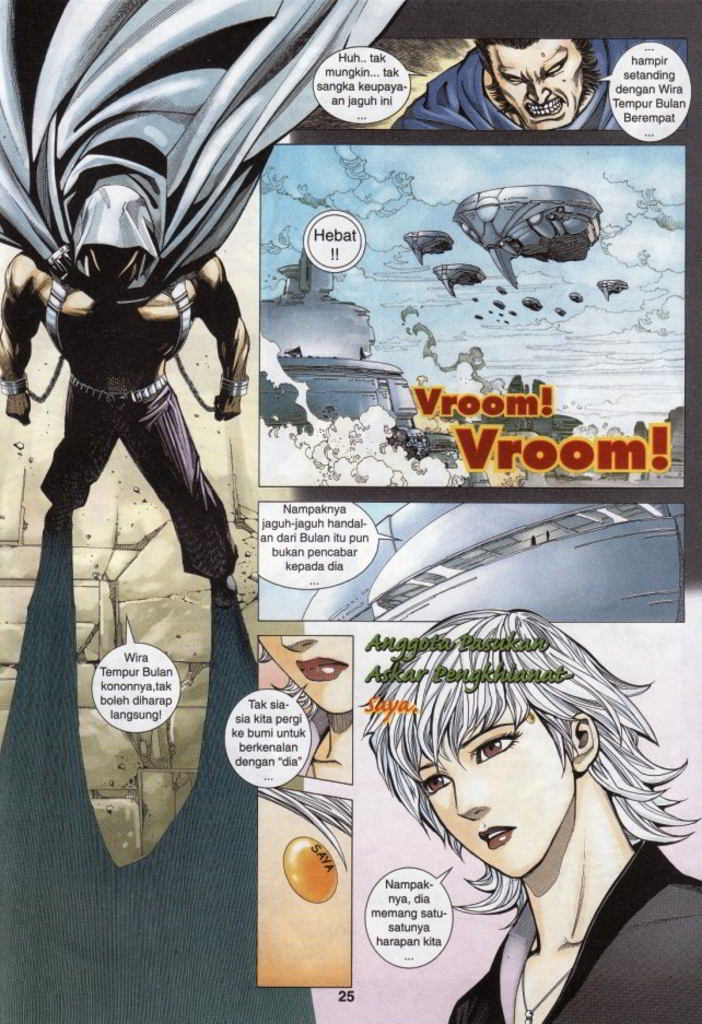 Huh.. tak
mungkin... tak
sangka keupaya-
an jaguh ini
...
...
hampir
setanding
dengan Wira
Tempur Bulan
Berempat
...
Hebat
!!
Vroom!
Vroom!
Nampaknya
jaguh-jaguh handal-
an dari Bulan itu pun
bukan pencabar
kepada dia
...
Wira
Tempur Bulan
kononnya,tak
boleh diharap
langsung!
Anggota Pasukan
Askar Pengkhianat-
Saya.
Tak sia-
sia kita pergi
ke bumi untuk
berkenalan
dengan “dia”
...
SAYA
Nampak-
nya, dia
memang satu-
satunya
harapan kita
...
25